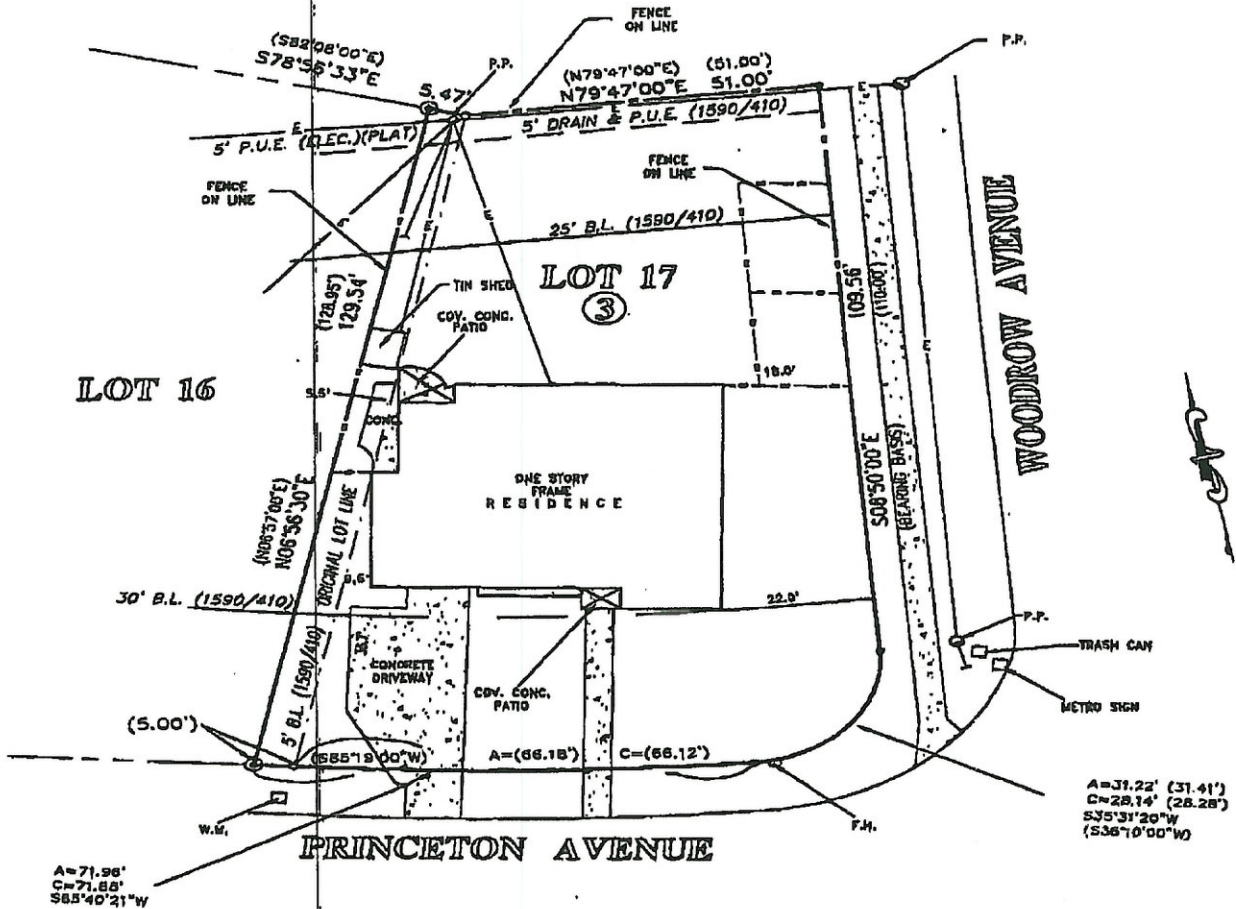 FENCE
ON LINE
(S82°08'00"E)
S78°56'33"E
P.P.
P.P.
5.47'
(N79°47'00"E) (51.00')
N79°47'00"E 51.00'
5' P.U.E. (ELEC.)(PLAT)
5' DRAIN & P.U.E. (1590/410)
FENCE
ON LINE
FENCE
ON LINE
25' B.L. (1590/410)
LOT 17
3
TIN SHED
COV. CONC.
PATIO
(128.95')
129.54'
109.56'
(110.00')
WOODROW AVENUE
LOT 16
18.0'
5.5'
CONC.
ONE STORY
FRAME
RESIDENCE
S08°50'00"E
(BEARING BASIS)
(N06°57'00"E)
N06°56'30"E
ORIGINAL LOT LINE
30' B.L. (1590/410)
22.0'
5' B.L. (1590/410)
CONCRETE
DRIVEWAY
COV. CONC.
PATIO
P.P.
TRASH CAN
METRO SIGN
(5.00')
(S85°19'00"W)
A=(66.18')
C=(66.12')
W.M.
F.H.
A=31.22' (31.41')
C=28.14' (28.28')
S35°31'20"W
(S36°10'00"W)
PRINCETON AVENUE
A=71.96'
C=71.88'
S85°40'21"W